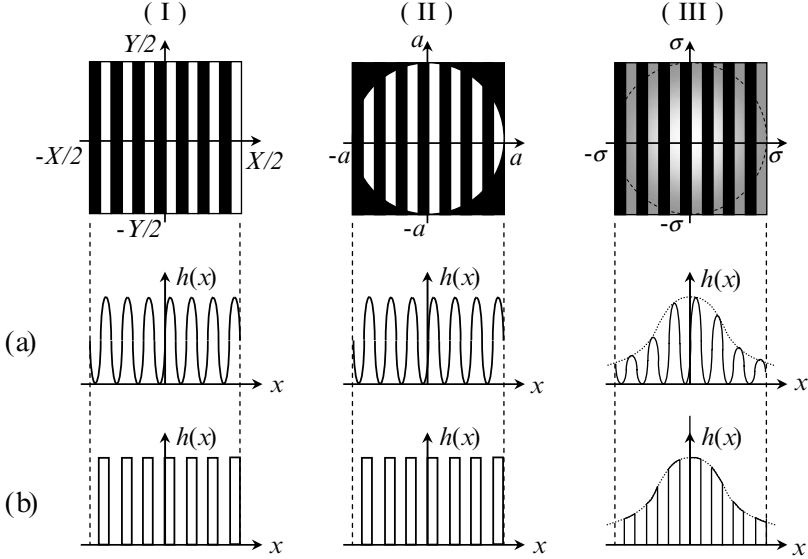 ( I ) ( II ) ( III )
Y/2 a σ
-X/2 X/2 -a a -σ σ
-Y/2 -a -σ
h(x) h(x) h(x)
(a)
x x x
h(x) h(x) h(x)
(b)
x x x